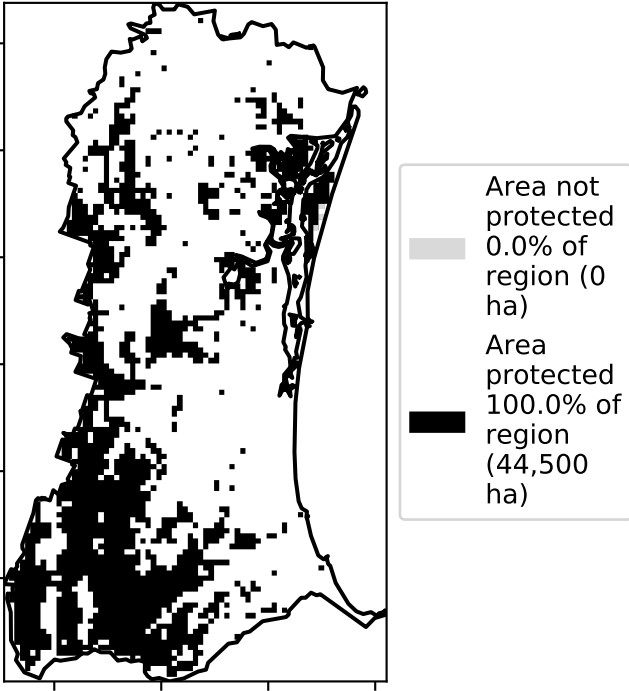 Area not
protected
0.0% of
region (0
ha)
Area
protected
100.0% of
region
(44,500
ha)